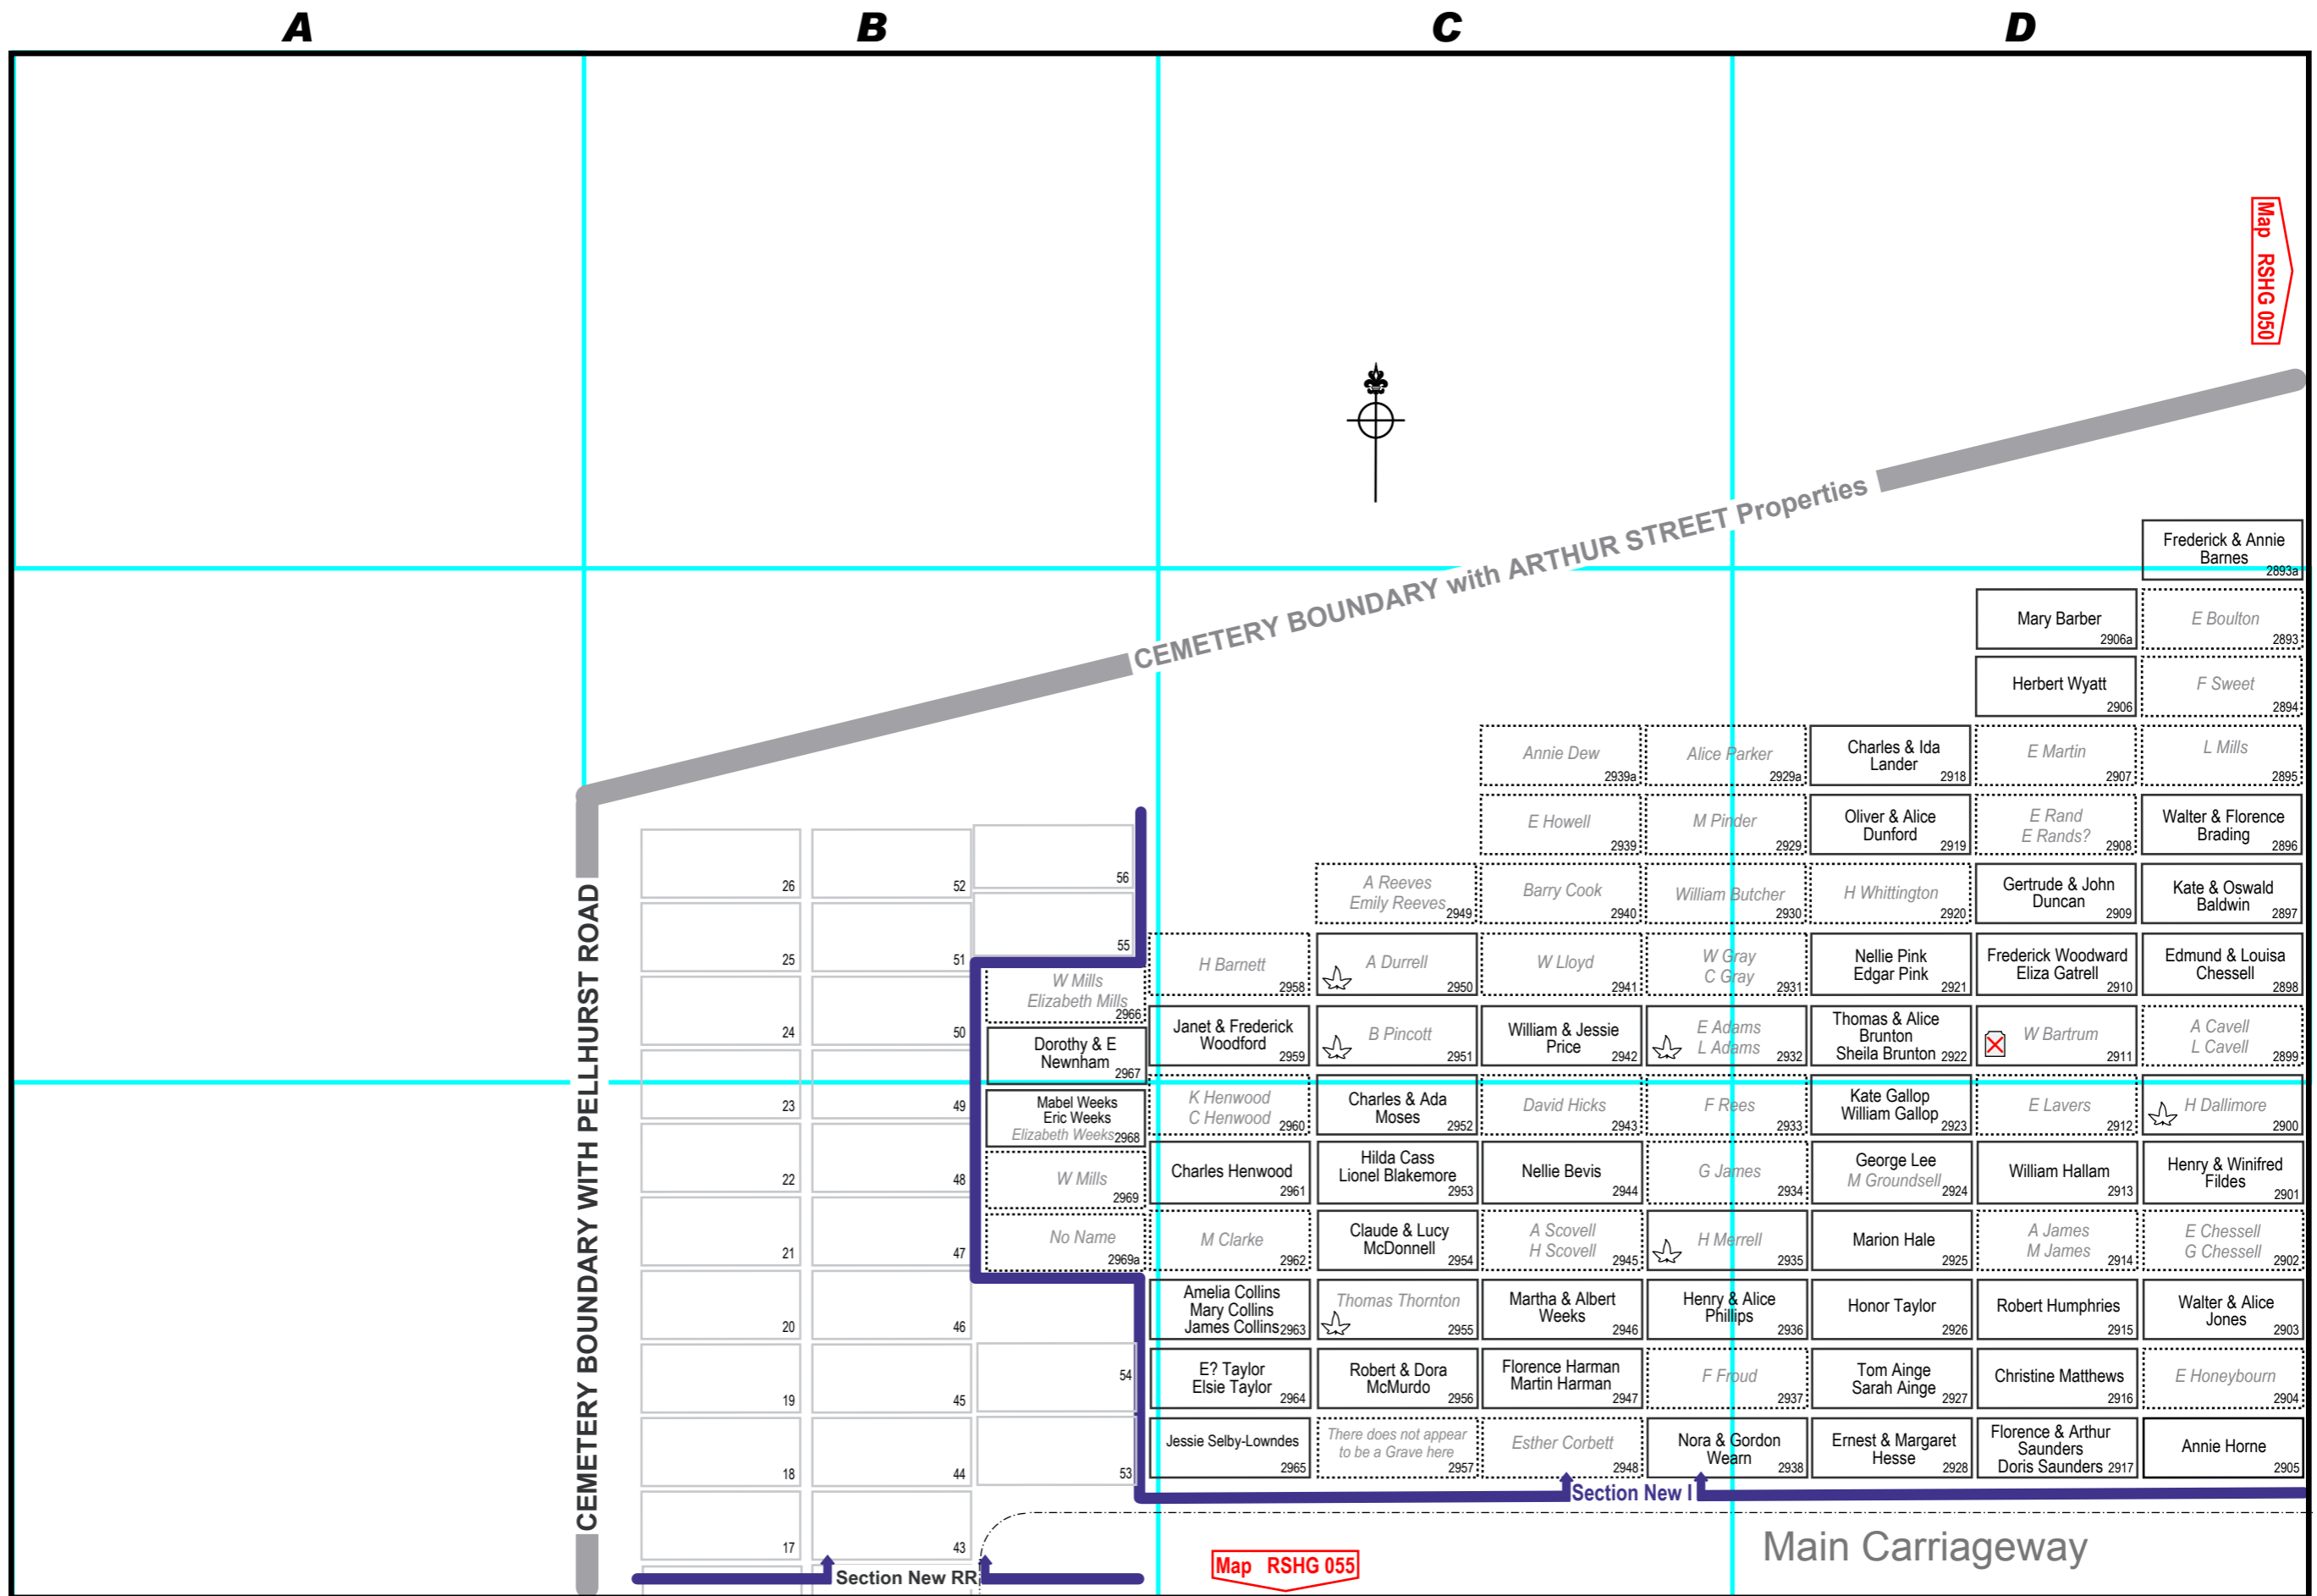 A
B
C
D
Map RSHG 050
CEMETERY BOUNDARY with ARTHUR STREET Properties
CEMETERY BOUNDARY WITH PELLHURST ROAD
Frederick & Annie
Barnes
2893a
Mary Barber
2906a
E Boulton
2893
Herbert Wyatt
2906
F Sweet
2894
Annie Dew
2939a
Alice Parker
2929a
Charles & Ida
Lander
2918
E Martin
2907
L Mills
2895
E Howell
2939
M Pinder
2929
Oliver & Alice
Dunford
2919
E Rand
E Rands?
2908
Walter & Florence
Brading
2896
26
52
56
A Reeves
Emily Reeves
2949
Barry Cook
2940
William Butcher
2930
H Whittington
2920
Gertrude & John
Duncan
2909
Kate & Oswald
Baldwin
2897
25
51
55
H Barnett
2958
A Durrell
2950
W Lloyd
2941
W Gray
C Gray
2931
Nellie Pink
Edgar Pink
2921
Frederick Woodward
Eliza Gatrell
2910
Edmund & Louisa
Chessell
2898
24
50
W Mills
Elizabeth Mills
2966
Dorothy & E
Newnham
2967
Janet & Frederick
Woodford
2959
B Pincott
2951
William & Jessie
Price
2942
E Adams
L Adams
2932
Thomas & Alice
Brunton
Sheila Brunton
2922
W Bartrum
2911
A Cavell
L Cavell
2899
23
49
Mabel Weeks
Eric Weeks
Elizabeth Weeks
2968
K Henwood
C Henwood
2960
Charles & Ada
Moses
2952
David Hicks
2943
F Rees
2933
Kate Gallop
William Gallop
2923
E Lavers
2912
H Dallimore
2900
22
48
W Mills
2969
Charles Henwood
2961
Hilda Cass
Lionel Blakemore
2953
Nellie Bevis
2944
G James
2934
George Lee
M Groundsell
2924
William Hallam
2913
Henry & Winifred
Fildes
2901
21
47
No Name
2969a
M Clarke
2962
Claude & Lucy
McDonnell
2954
A Scovell
H Scovell
2945
H Merrell
2935
Marion Hale
2925
A James
M James
2914
E Chessell
G Chessell
2902
20
46
Amelia Collins
Mary Collins
James Collins
2963
Thomas Thornton
2955
Martha & Albert
Weeks
2946
Henry & Alice
Phillips
2936
Honor Taylor
2926
Robert Humphries
2915
Walter & Alice
Jones
2903
19
45
54
E? Taylor
Elsie Taylor
2964
Robert & Dora
McMurdo
2956
Florence Harman
Martin Harman
2947
F Froud
2937
Tom Ainge
Sarah Ainge
2927
Christine Matthews
2916
E Honeybourn
2904
18
44
53
Jessie Selby-Lowndes
2965
There does not appear
to be a Grave here
2957
Esther Corbett
2948
Nora & Gordon
Wearn
2938
Ernest & Margaret
Hesse
2928
Florence & Arthur
Saunders
Doris Saunders
2917
Annie Horne
2905
Section New I
17
43
Main Carriageway
Section New RR
Map RSHG 055